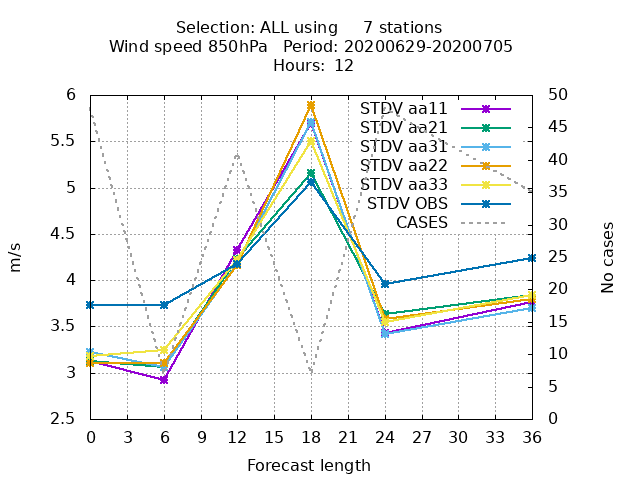 Selection: ALL using     7 stations
Wind speed 850hPa   Period: 20200629-20200705
Hours: 12
6
5.5
5
4.5
4
3.5
3
2.5
m/s
50
45
40
35
30
25
20
15
10
5
0
No cases
STDV aa11
STDV aa21
STDV aa31
STDV aa22
STDV aa33
STDV OBS
CASES
0 3 6 9 12 15 18 21 24 27 30 33 36
Forecast length